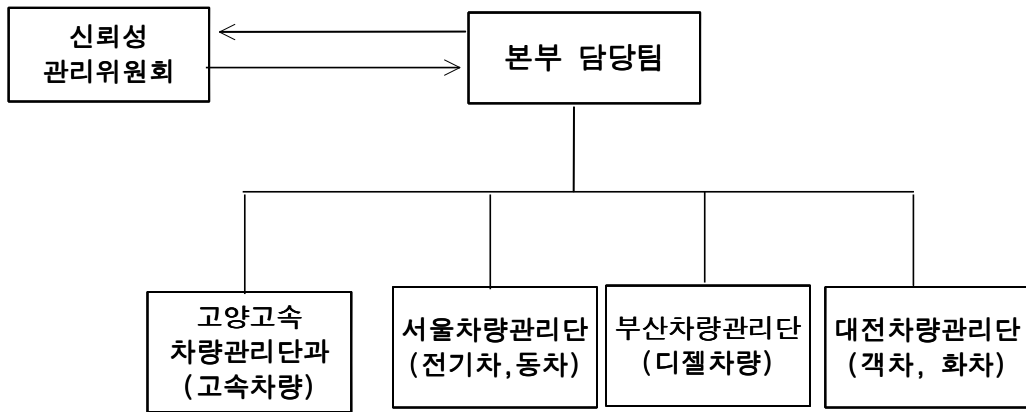 신뢰성
관리위원회
본부 담당팀
고양고속
차량관리단과
(고속차량)
서울차량관리단
(전기차,동차)
부산차량관리단
(디젤차량)
대전차량관리단
(객차, 화차)